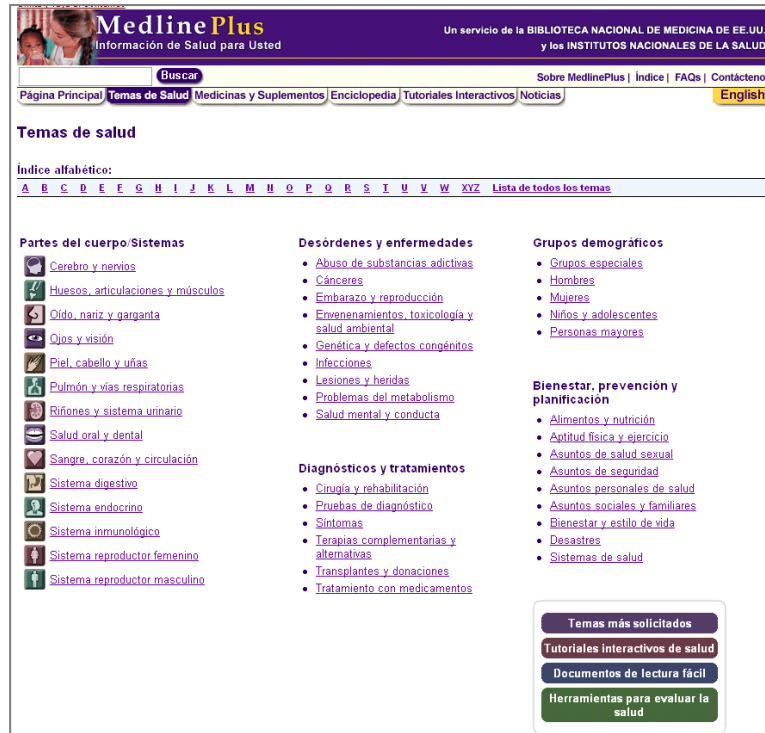 Medline Plus
Información de Salud para Usted
Un servicio de la BIBLIOTECA NACIONAL DE MEDICINA DE EE.UU.
y los INSTITUTOS NACIONALES DE LA SALUD
Buscar
Sobre MedlinePlus | Índice | FAQs | Contácteno
Página Principal Temas de Salud Medicinas y Suplementos Enciclopedia Tutoriales Interactivos Noticias English
Temas de salud
Índice alfabético:
A B C D E F G H I J K L M N O P Q R S T U V W XYZ Lista de todos los temas
Partes del cuerpo/Sistemas
Cerebro y nervios
Huesos, articulaciones y músculos
Oído, nariz y garganta
Ojos y visión
Piel, cabello y uñas
Pulmón y vías respiratorias
Riñones y sistema urinario
Salud oral y dental
Sangre, corazón y circulación
Sistema digestivo
Sistema endocrino
Sistema inmunológico
Sistema reproductor femenino
Sistema reproductor masculino
Desórdenes y enfermedades
Abuso de substancias adictivas
Cánceres
Embarazo y reproducción
Envenenamientos, toxicología y
salud ambiental
Genética y defectos congénitos
Infecciones
Lesiones y heridas
Problemas del metabolismo
Salud mental y conducta
Diagnósticos y tratamientos
Cirugía y rehabilitación
Pruebas de diagnóstico
Síntomas
Terapias complementarias y
alternativas
Transplantes y donaciones
Tratamiento con medicamentos
Grupos demográficos
Grupos especiales
Hombres
Mujeres
Niños y adolescentes
Personas mayores
Bienestar, prevención y
planificación
Alimentos y nutrición
Aptitud física y ejercicio
Asuntos de salud sexual
Asuntos de seguridad
Asuntos personales de salud
Asuntos sociales y familiares
Bienestar y estilo de vida
Desastres
Sistemas de salud
Temas más solicitados
Tutoriales interactivos de salud
Documentos de lectura fácil
Herramientas para evaluar la
salud